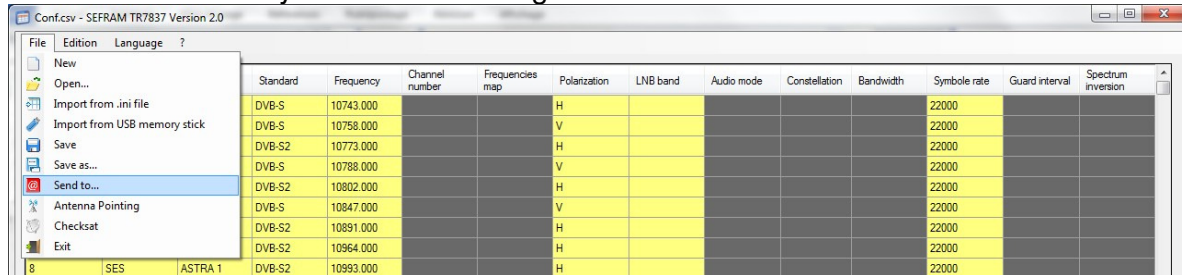 Conf.csv - SEFRAM TR7837 Version 2.0
File Edition Language ?
New
Open...
Import from .ini file
Import from USB memory stick
Save
Save as...
Send to...
Antenna Pointing
Checksat
Exit
Standard Frequency Channel number Frequencies map Polarization LNB band Audio mode Constellation Bandwidth Symbole rate Guard interval Spectrum inversion
DVB-S 10743.000 H 22000
DVB-S 10758.000 V 22000
DVB-S2 10773.000 H 22000
DVB-S 10788.000 V 22000
DVB-S2 10802.000 H 22000
DVB-S 10847.000 V 22000
DVB-S2 10891.000 H 22000
DVB-S2 10964.000 H 22000
8 SES ASTRA 1 DVB-S2 10993.000 H 22000